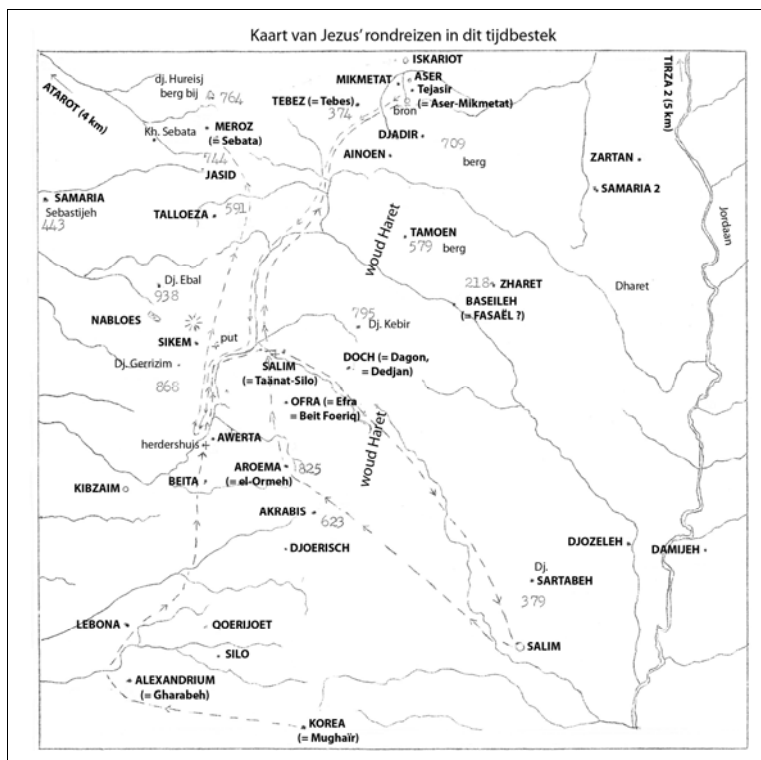 Kaart van Jezus' rondreizen in dit tijdbestek
ISKARIOT
ATAROT (4 km)
dj. Hureisj
berg bij
764
MIKMETAT
ASER
Tejasir
(= Aser-Mikmetat)
TEBEZ (= Tebes)
374
bron
TIRZA 2 (5 km)
Kh. Sebata
MEROZ
(= Sebata)
744
DJADIR
709
berg
AINOEN
ZARTAN
JASID
SAMARIA
Sebastijeh
443
TALLOEZA
591
SAMARIA 2
Jordaan
woud Haret
TAMOEN
579 berg
Dj. Ebal
938
218
ZHARET
Dharet
BASEILEH
(= FASAËL ?)
NABLOES
795
Dj. Kebir
SIKEM
put
Dj. Gerrizim
868
SALIM
(= Taänat-Silo)
DOCH (= Dagon,
= Dedjan)
OFRA (= Efra
= Beit Foeriq)
woud Haret
herdershuis
AWERTA
AROEMA
(= el-Ormeh)
825
KIBZAIM
BEITA
AKRABIS
623
DJOERISCH
DJOZELEH
DAMIJEH
Dj.
SARTABEH
379
LEBONA
QOERIJOET
SILO
SALIM
ALEXANDRIUM
(= Gharabeh)
KOREA
(= Mughaïr)